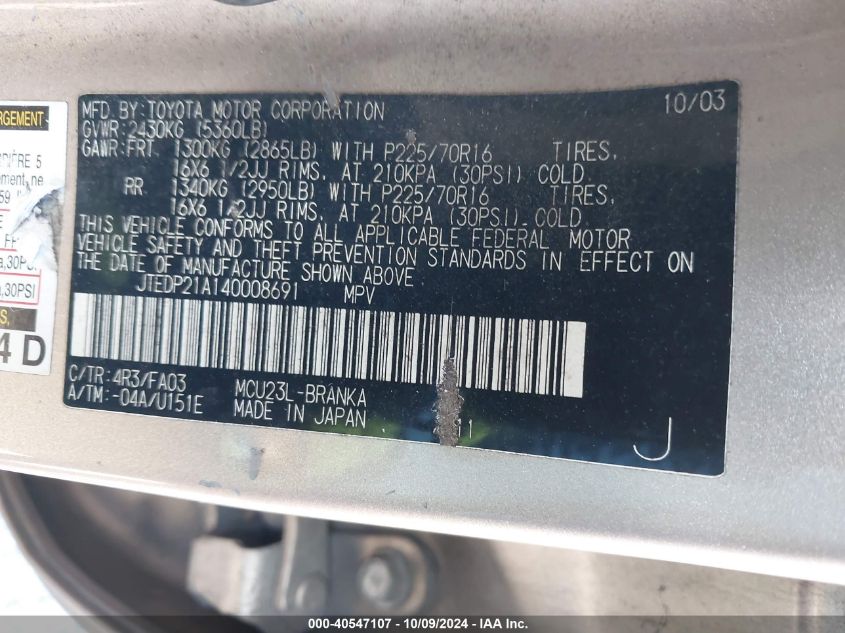 MFD.BY:TOYOTA MOTOR CORPORATION 10/03
GVWR:2430KG (5360LB)
GAWR:FRT. 1300KG (2865LB) WITH P225/70R16 TIRES,
16X6 1/2JJ RIMS, AT 210KPA (30PSI) COLD.
RR 1340KG (2950LB) WITH P225/70R16 TIRES,
16X6 1/2JJ RIMS, AT 210KPA (30PSI) COLD
THIS VEHICLE CONFORMS TO ALL APPLICABLE FEDERAL MOTOR
VEHICLE SAFETY AND THEFT PREVENTION STANDARDS IN EFFECT ON
THE DATE OF MANUFACTURE SHOWN ABOVE.
JTEDP21A140008691 MPV
C/TR:4R3/FA03 MCU23L-BRANKA
A/TM:-04A/U151E MADE IN JAPAN 11
J
30PSI
4 D
000-40547107 - 10/09/2024 - IAA Inc.